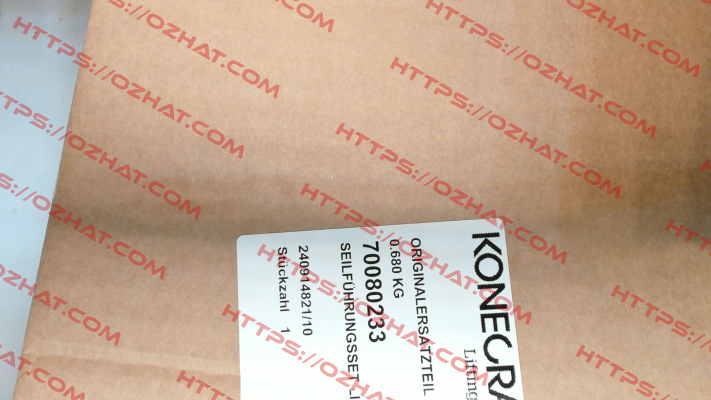 KONECRA
Lifting
ORIGINALERSATZTEIL
0.680 KG
70080233
SEILFÜHRUNGSSET
240914821/10
Stückzahl 1
HTTPS://OZHAT.COM
HTTPS://OZHAT.COM
HTTPS://OZHAT.COM
HTTPS://OZHAT.COM
HTTPS://OZHAT.COM
HTTPS://OZHAT.COM
HTTPS://OZHAT.COM
HTTPS://OZHAT.COM